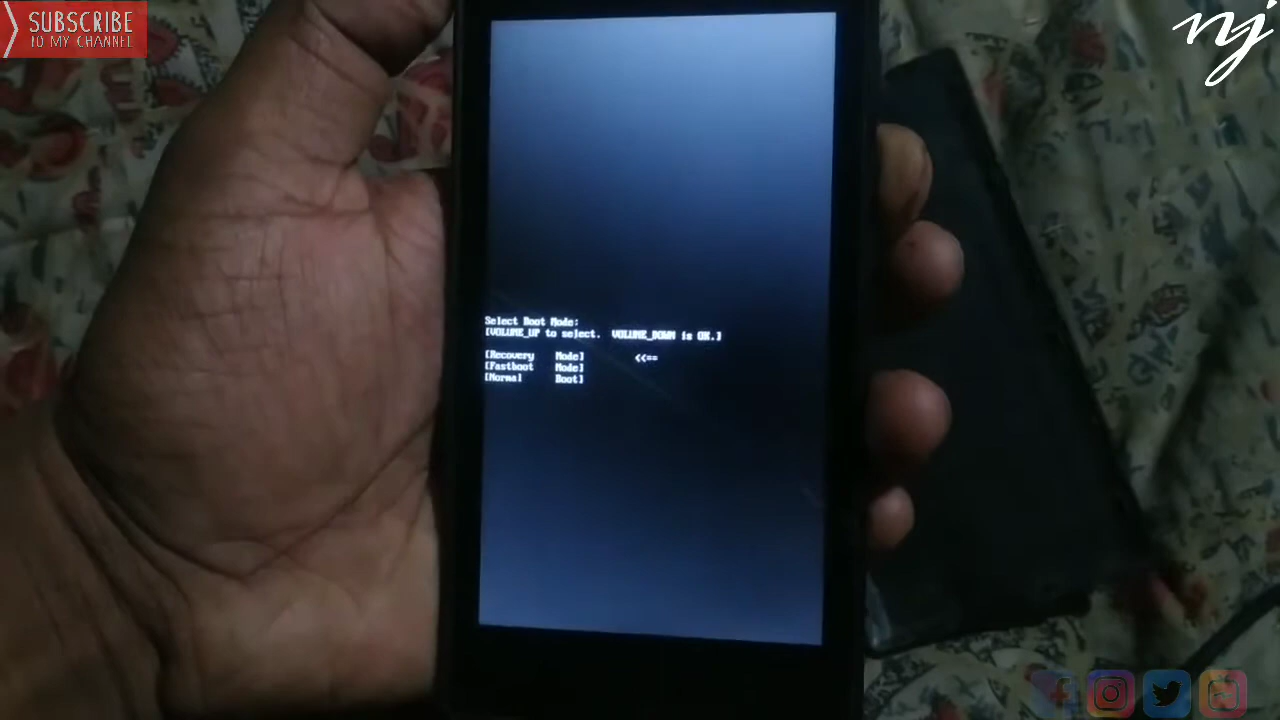 SUBSCRIBE
TO MY CHANNEL
nj
Select Boot Mode:
[VOLUME_UP to select.  VOLUME_DOWN is OK.]
[Recovery    Mode]         <<==
[Fastboot    Mode]
[Normal      Boot]